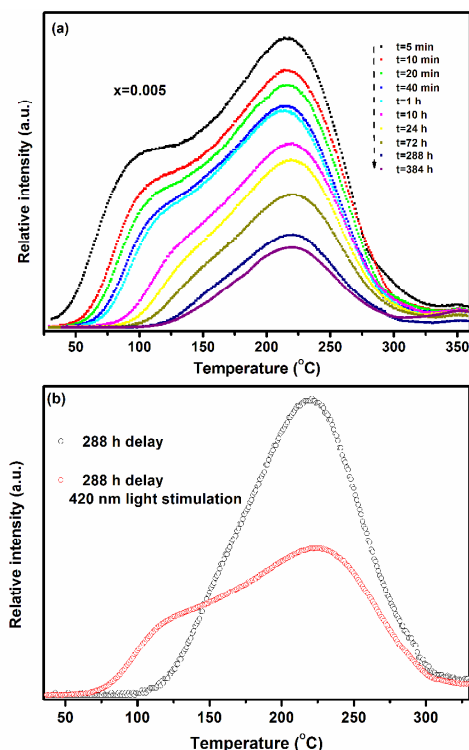 (a)
x=0.005
t=5 min
t=10 min
t=20 min
t=40 min
t=1 h
t=10 h
t=24 h
t=72 h
t=288 h
t=384 h
Relative intensity (a.u.)
50 100 150 200 250 300 350
Temperature (°C)
(b)
288 h delay
288 h delay
420 nm light stimulation
Relative intensity (a.u.)
50 100 150 200 250 300
Temperature (°C)